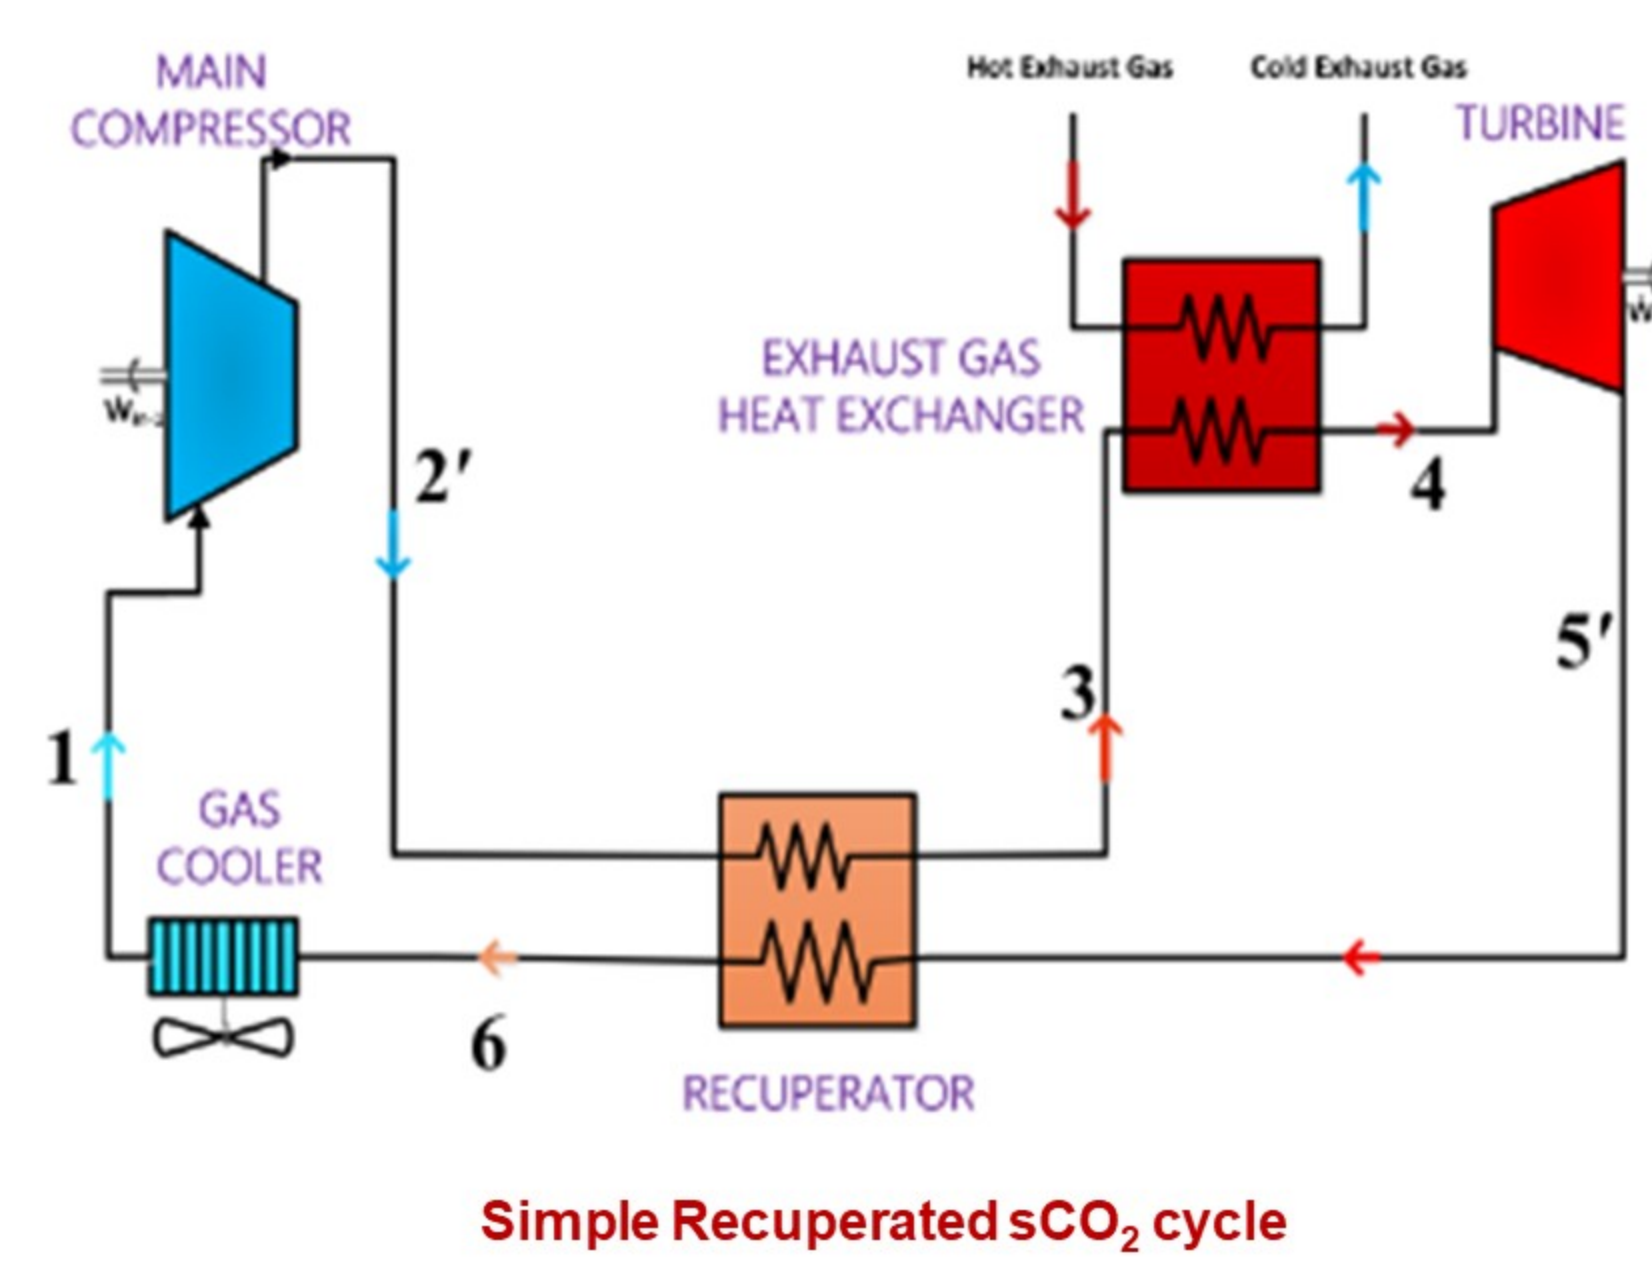 MAIN
COMPRESSOR
Hot Exhaust Gas
Cold Exhaust Gas
TURBINE
EXHAUST GAS
HEAT EXCHANGER
2′
4
5′
3
1
GAS
COOLER
6
RECUPERATOR
Simple Recuperated sCO₂ cycle